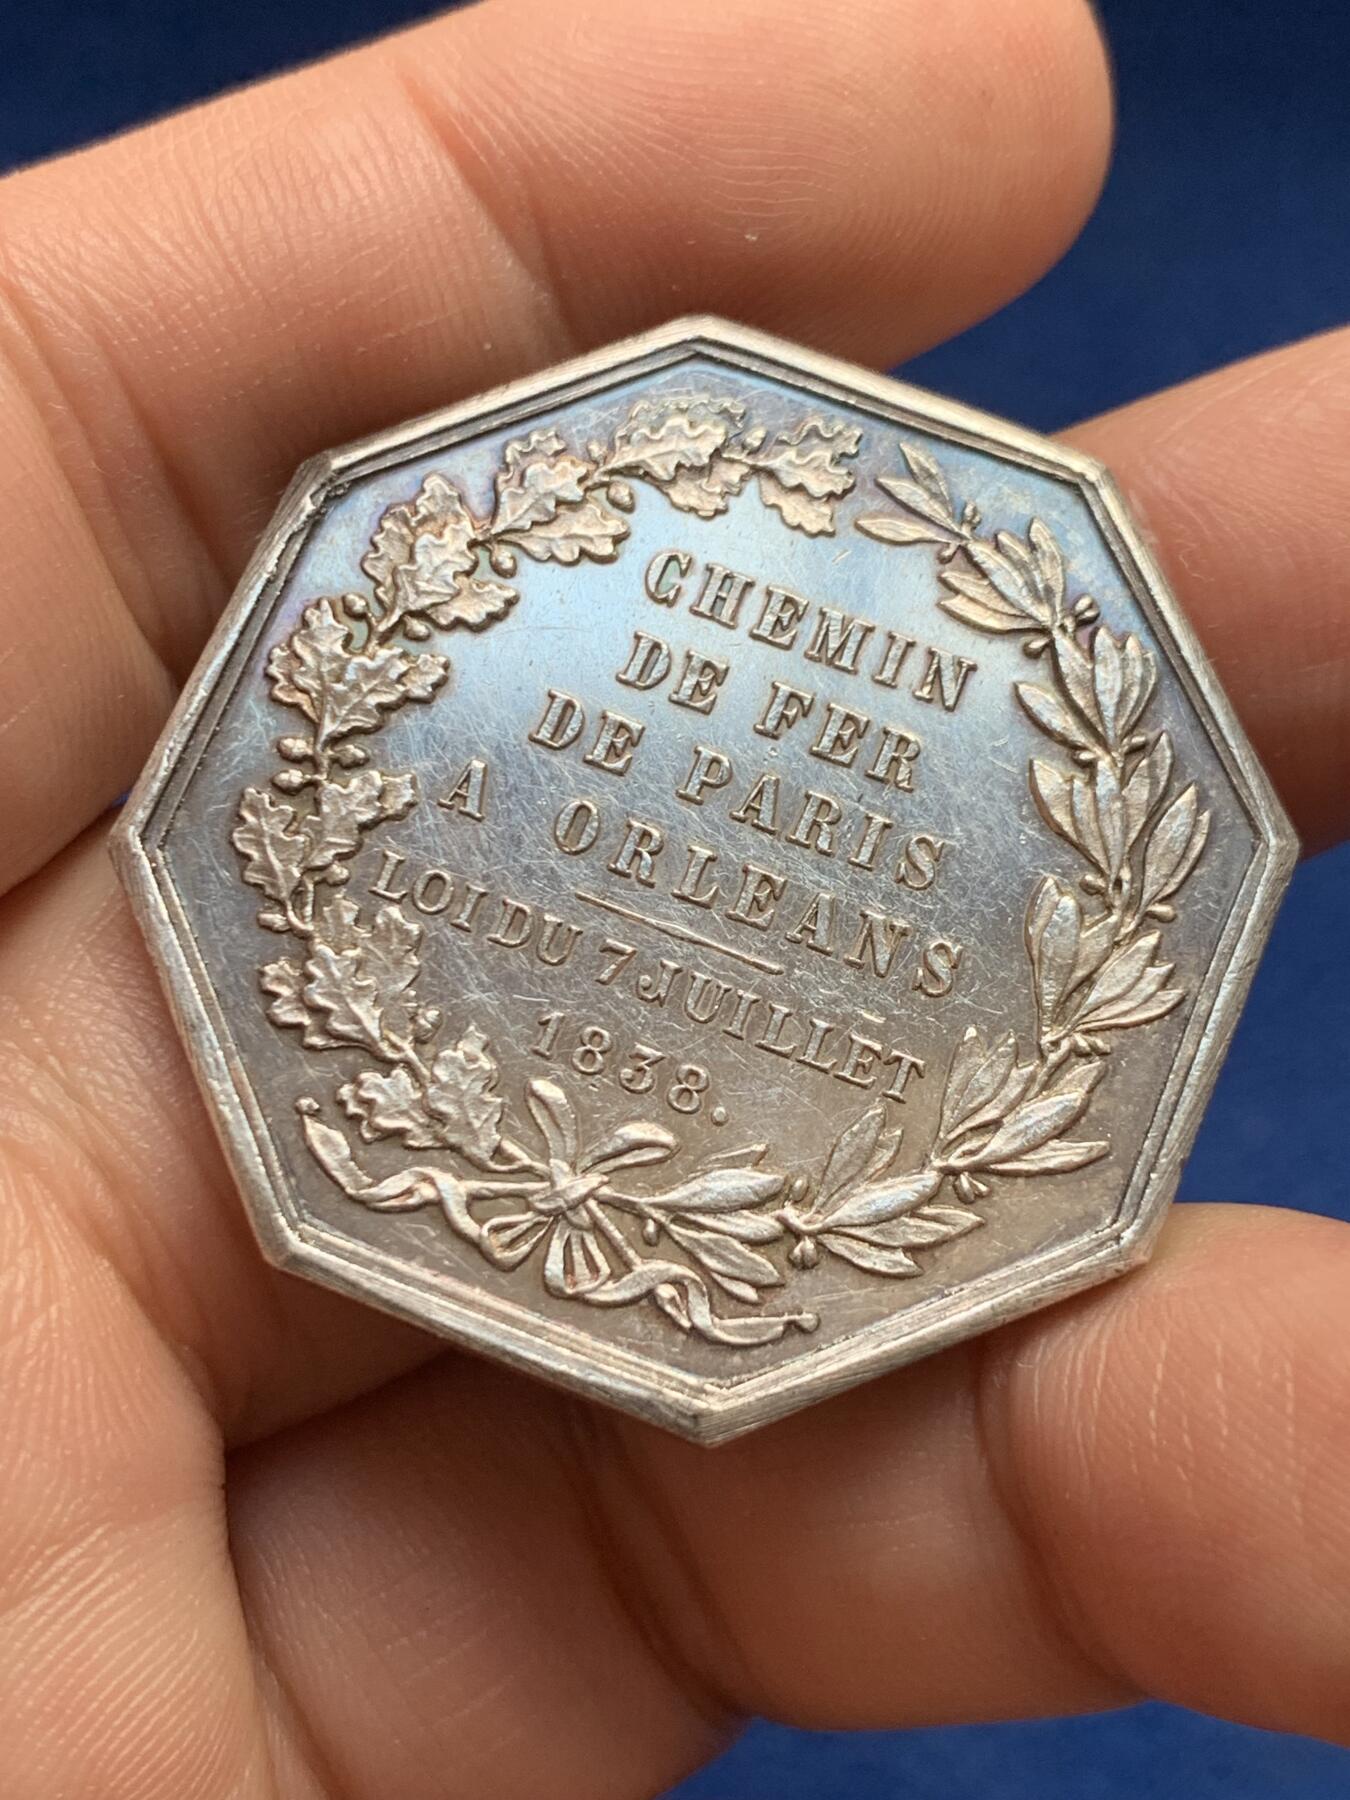 CHEMIN
DE FER
DE PARIS
A ORLEANS
LOI DU 7 JUILLET
1838.